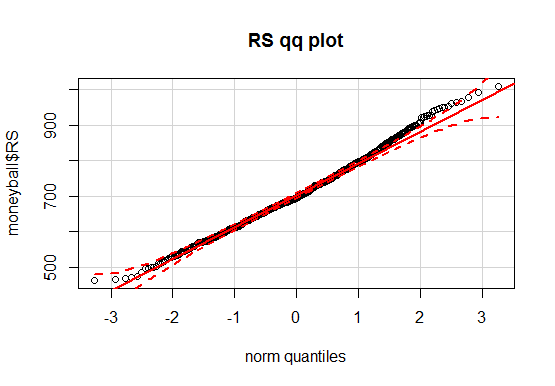 RS qq plot
moneyball$RS
900
700
500
-3 -2 -1 0 1 2 3
norm quantiles